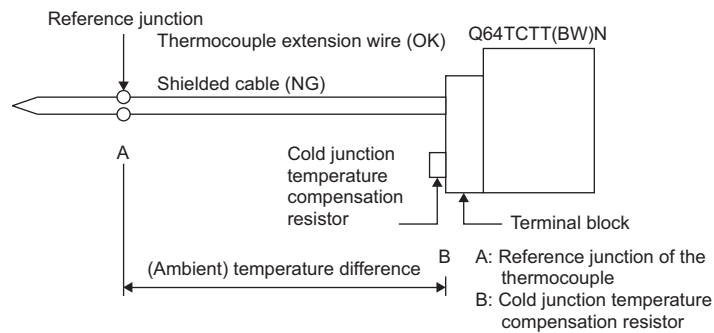 Reference junction
Thermocouple extension wire (OK)
Q64TCTT(BW)N
Shielded cable (NG)
A
Cold junction
temperature
compensation
resistor
Terminal block
(Ambient) temperature difference
B
A: Reference junction of the
thermocouple
B: Cold junction temperature
compensation resistor